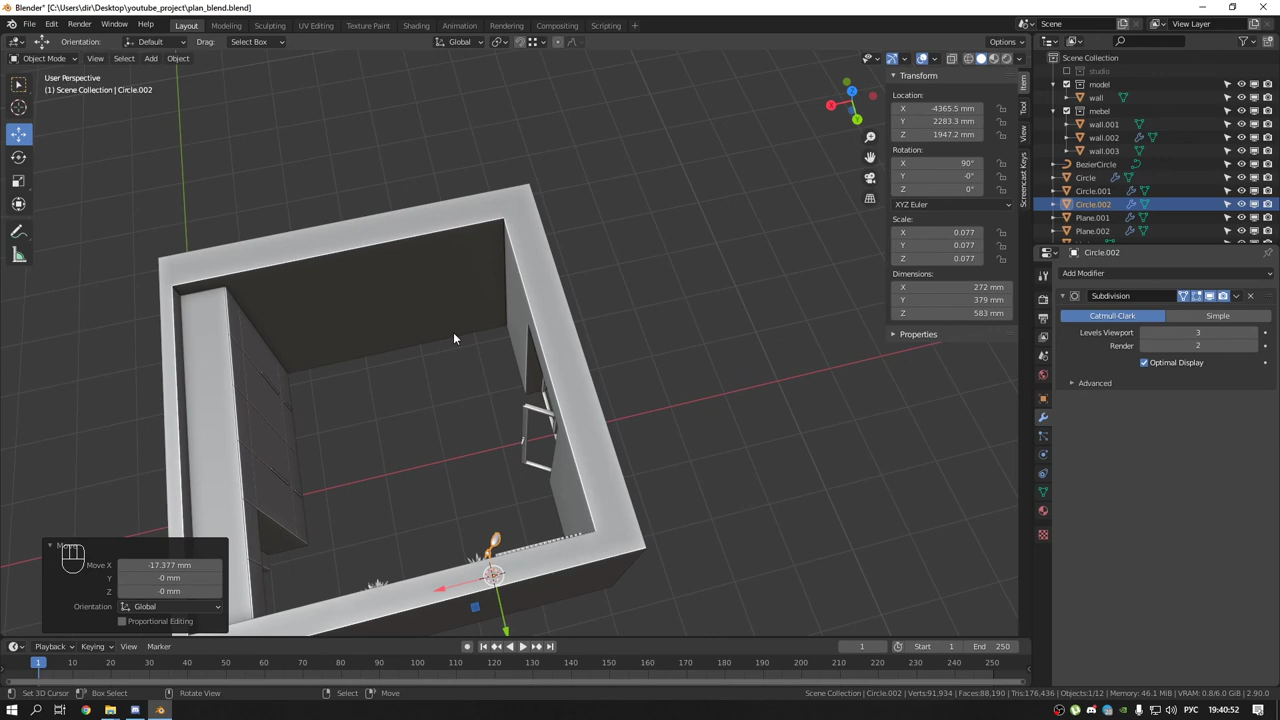 Blender* [C:\Users\dir\Desktop\youtube_project\plan_blend.blend]
File Edit Render Window Help Layout Modeling Sculpting UV Editing Texture Paint Shading Animation Rendering Compositing Scripting + Scene View Layer
Orientation: Default Drag: Select Box Global Options
Object Mode View Select Add Object
User Perspective
(1) Scene Collection | Circle.002
Transform
Location:
X -4365.5 mm
Y 2283.3 mm
Z 1947.2 mm
Rotation:
X 90°
Y -0°
Z 0°
XYZ Euler
Scale:
X 0.077
Y 0.077
Z 0.077
Dimensions:
X 272 mm
Y 379 mm
Z 583 mm
Properties
Item
Tool
View
Screencast Keys
X
Y
Z
Scene Collection
studio
model
wall
mebel
wall.001
wall.002
wall.003
BezierCircle
Circle
Circle.001
Circle.002
Plane.001
Plane.002
Circle.002
Add Modifier
Subdivision
Catmull-Clark Simple
Levels Viewport 3
Render 2
Optimal Display
Advanced
Move X -17.377 mm
Y -0 mm
Z -0 mm
Orientation Global
Proportional Editing
Playback Keying View Marker 1 Start 1 End 250
1 10 20 30 40 50 60 70 80 90 100 110 120 130 140 150 160 170 180 190 200 210 220 230 240 250
Set 3D Cursor Box Select Rotate View Select Move Scene Collection | Circle.002 | Verts:91,934 | Faces:88,190 | Tris:176,436 | Objects:1/12 | Memory: 46.1 MiB | VRAM: 0.8/6.0 GiB | 2.90.0
РУС 19:40:52